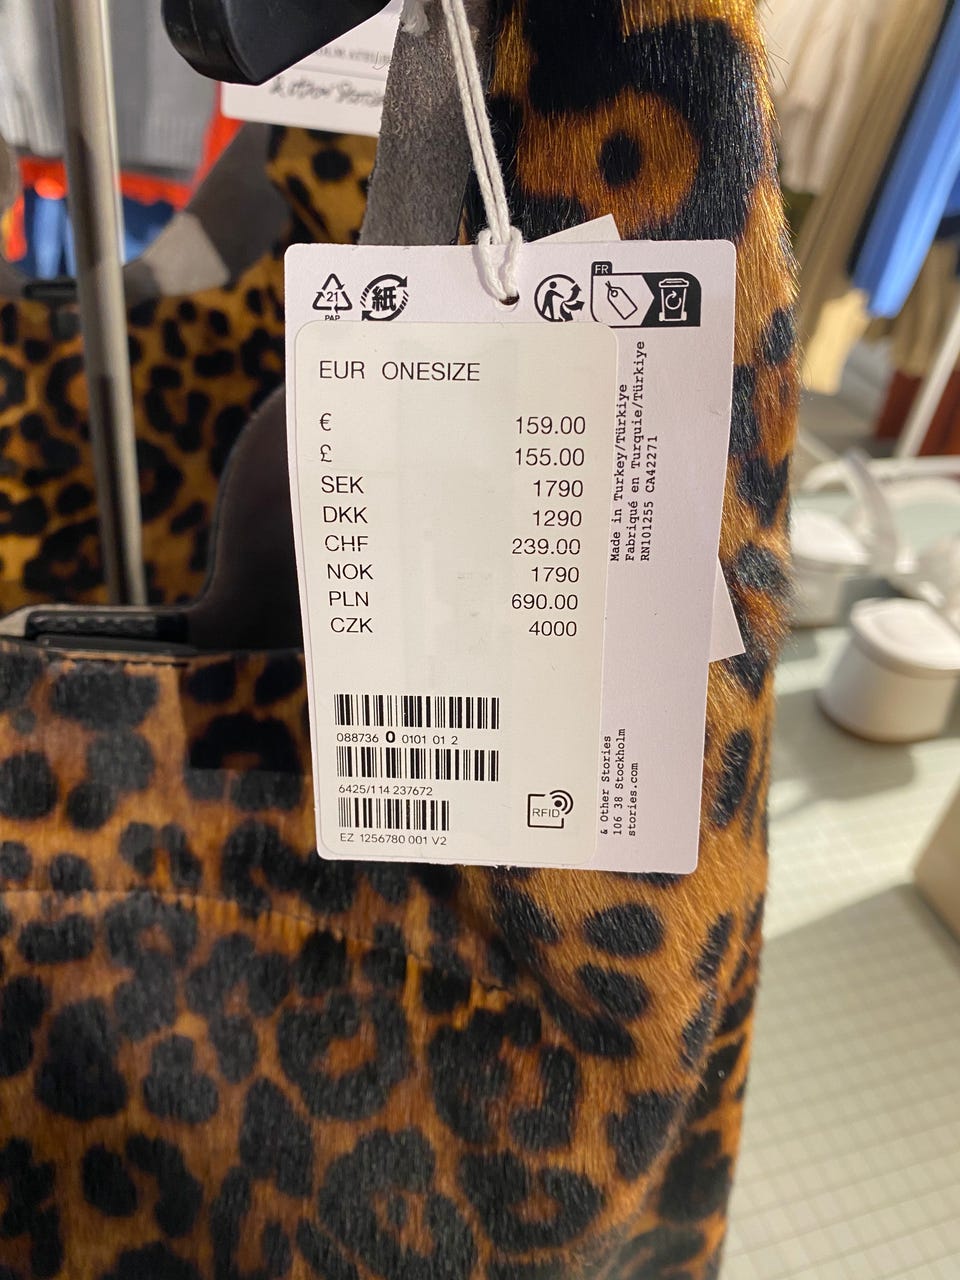 21
PAP
紙
FR
EUR ONESIZE
€ 159.00
£ 155.00
SEK 1790
DKK 1290
CHF 239.00
NOK 1790
PLN 690.00
CZK 4000
088736 0 0101 01 2
6425/114 237672
EZ 1256780 001 V2
RFID
Made in Turkey/Türkiye
Fabriqué en Turquie/Türkiye
RN101255 CA42271
& Other Stories
106 38 Stockholm
stories.com